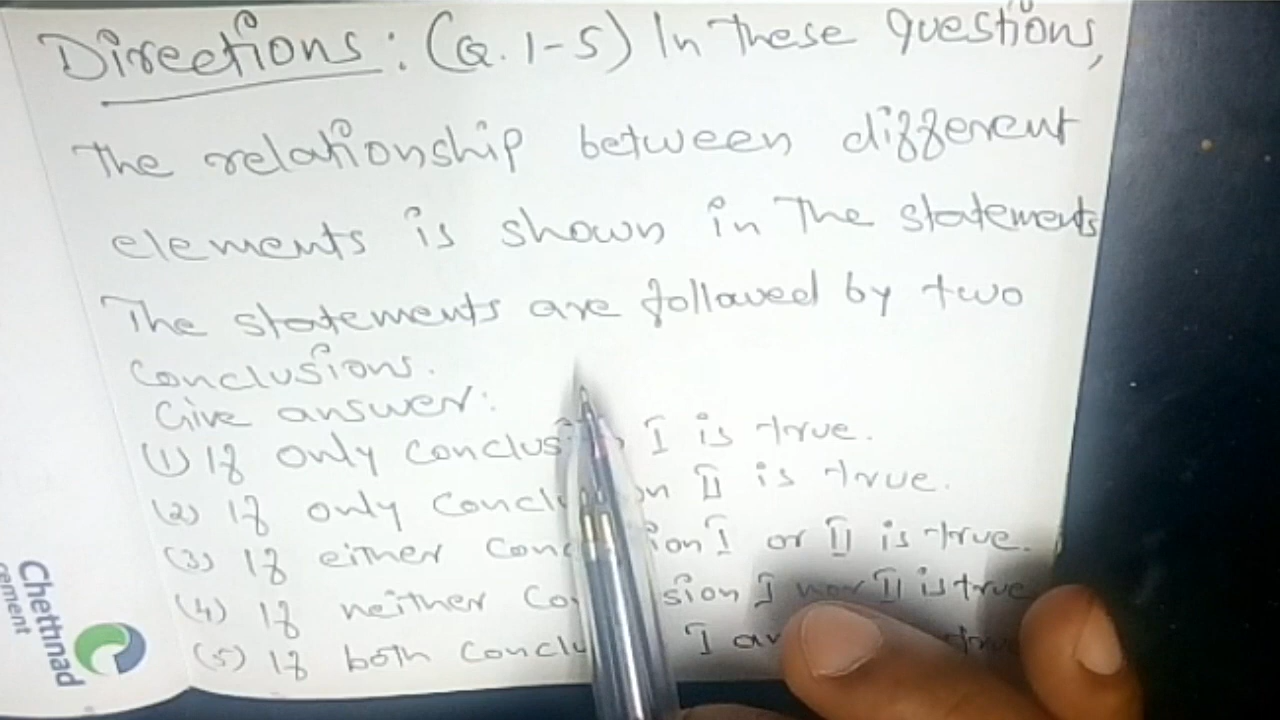 Directions: (Q. 1-5) In These questions,
The relationship between different
elements is shown in The statements
The statements are followed by two
conclusions.
Give answer:
(1) If only conclus I is true.
(2) If only concl on II is true.
(3) If either conc ion I or II is true.
(4) If neither co sion I nor II is true
(5) If both conclu I an true
Chettinad
cement